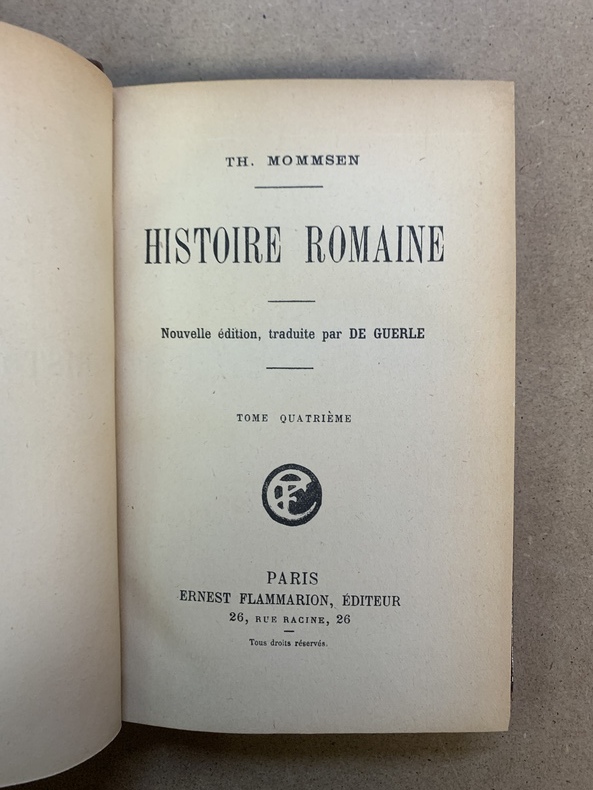 TH. MOMMSEN
HISTOIRE ROMAINE
Nouvelle édition, traduite par DE GUERLE
TOME QUATRIÈME
PARIS
ERNEST FLAMMARION, ÉDITEUR
26, RUE RACINE, 26
Tous droits réservés.